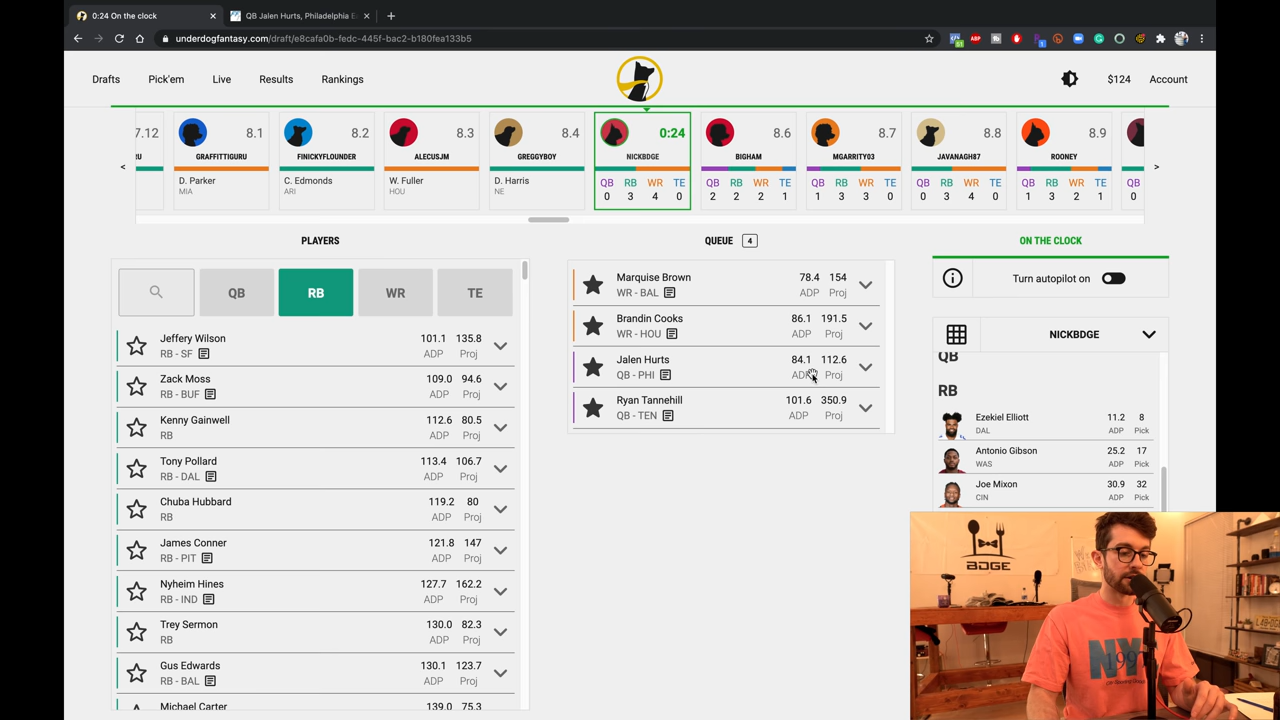 0:24 On the clock
QB Jalen Hurts, Philadelphia E
underdogfantasy.com/draft/e8cafa0b-fedc-445f-bac2-b180fea133b5
Drafts Pick'em Live Results Rankings $124 Account
7.12 8.1 8.2 8.3 8.4 0:24 8.6 8.7 8.8 8.9
RU GRAFFITIGURU FINICKYFLOUNDER ALECUSJM GREGGYBOY NICKBDGE BIGHAM MGARRITY03 JAVANAGH87 ROONEY
D. Parker C. Edmonds W. Fuller D. Harris QB RB WR TE QB RB WR TE QB RB WR TE QB RB WR TE QB RB WR TE QB
MIA ARI HOU NE 0 3 4 0 2 2 2 1 1 3 3 0 0 3 4 0 1 3 2 1 0
PLAYERS
QB RB WR TE
Jeffery Wilson 101.1 135.8
RB - SF ADP Proj
Zack Moss 109.0 94.6
RB - BUF ADP Proj
Kenny Gainwell 112.6 80.5
RB ADP Proj
Tony Pollard 113.4 106.7
RB - DAL ADP Proj
Chuba Hubbard 119.2 80
RB ADP Proj
James Conner 121.8 147
RB - PIT ADP Proj
Nyheim Hines 127.7 162.2
RB - IND ADP Proj
Trey Sermon 130.0 82.3
RB ADP Proj
Gus Edwards 130.1 123.7
RB - BAL ADP Proj
Michael Carter 139.0 75.3
QUEUE 4
Marquise Brown 78.4 154
WR - BAL ADP Proj
Brandin Cooks 86.1 191.5
WR - HOU ADP Proj
Jalen Hurts 84.1 112.6
QB - PHI ADP Proj
Ryan Tannehill 101.6 350.9
QB - TEN ADP Proj
ON THE CLOCK
Turn autopilot on
NICKBDGE
QB
RB
Ezekiel Elliott 11.2 8
DAL ADP Pick
Antonio Gibson 25.2 17
WAS ADP Pick
Joe Mixon 30.9 32
CIN ADP Pick
BDGE
NY
1997